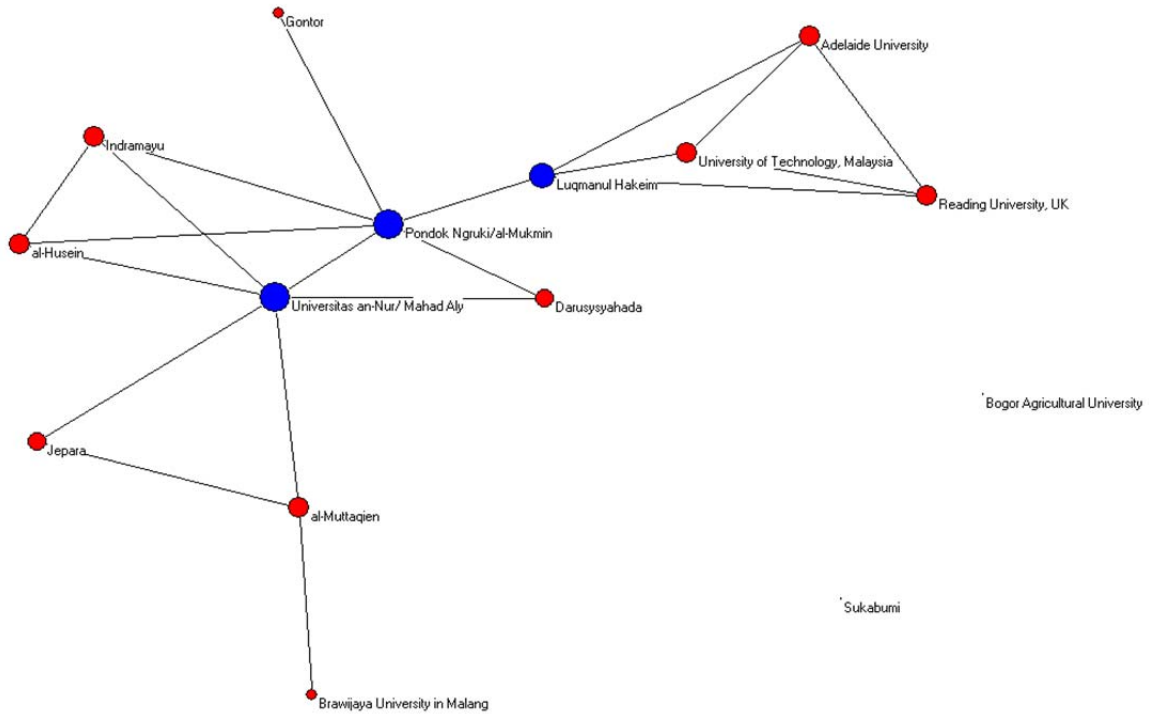 Gontor
Adelaide University
Indramayu
University of Technology, Malaysia
Luqmanul Hakeim
Reading University, UK
Pondok Ngruki/al-Mukmin
al-Husein
Universitas an-Nur/ Mahad Aly
Darusysyahada
Bogor Agricultural University
Jepara
al-Muttaqien
Sukabumi
Brawijaya University in Malang